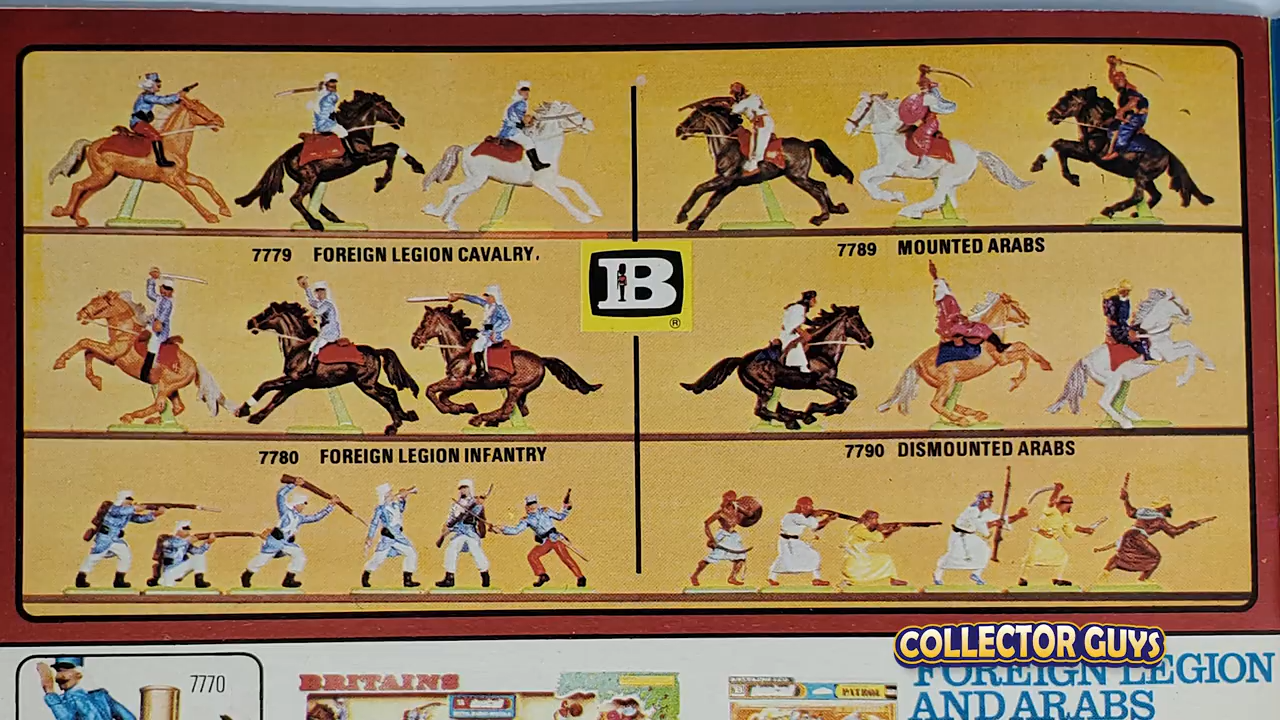 7779 FOREIGN LEGION CAVALRY.
7789 MOUNTED ARABS
B
®
7780 FOREIGN LEGION INFANTRY
7790 DISMOUNTED ARABS
COLLECTOR GUYS
7770
BRITAINS
PATROL
FOREIGN LEGION
AND ARABS